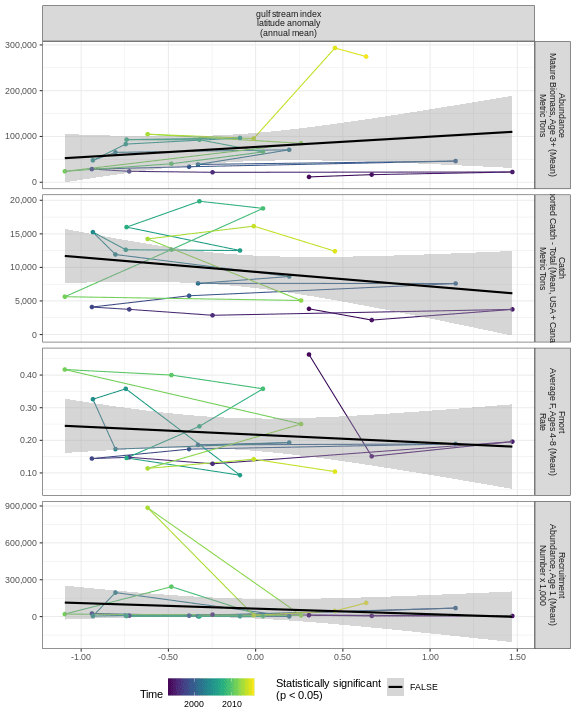 gulf stream index
latitude anomaly
(annual mean)
300,000
200,000
100,000
0
Abundance
Mature Biomass, Age 3+ (Mean)
Metric Tons
20,000
15,000
10,000
5,000
0
Catch
orted Catch - Total (Mean, USA + Cana
Metric Tons
0.40
0.30
0.20
0.10
Fmort
Average F, Ages 4-8 (Mean)
Rate
900,000
600,000
300,000
0
Recruitment
Abundance, Age 1 (Mean)
Number x 1,000
-1.00 -0.50 0.00 0.50 1.00 1.50
Time
2000 2010
Statistically significant
(p < 0.05)
FALSE